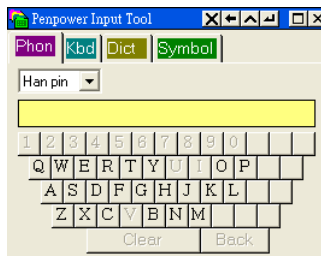 Penpower Input Tool
Phon Kbd Dict Symbol
Han pin
1 2 3 4 5 6 7 8 9 0
Q W E R T Y U I O P
A S D F G H J K L
Z X C V B N M
Clear Back